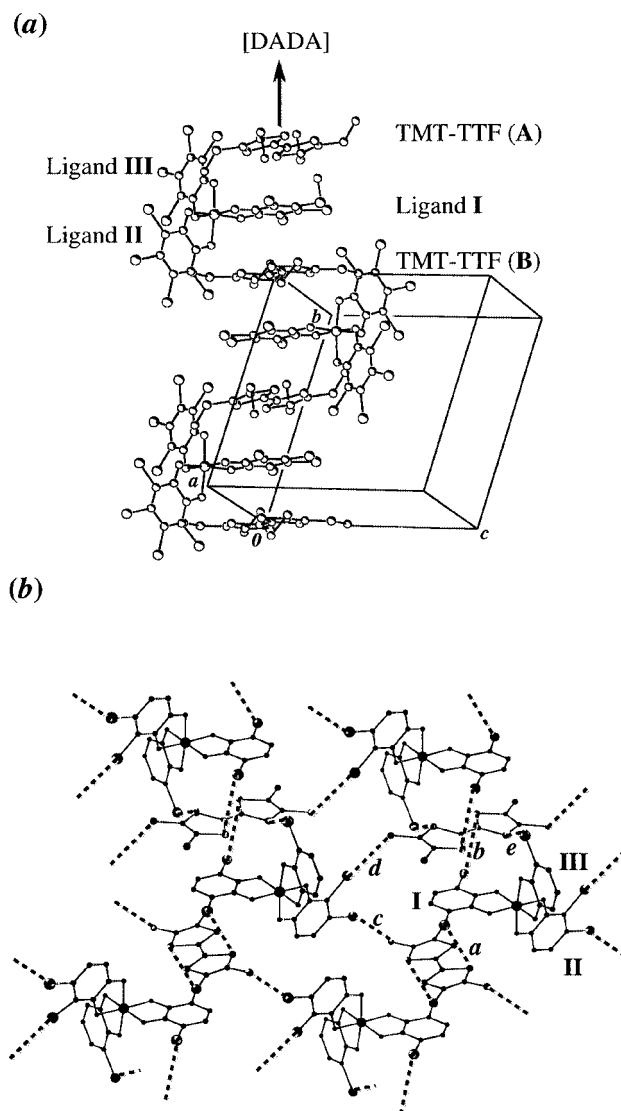 (a)
[DADA]
TMT-TTF (A)
Ligand III
Ligand I
Ligand II
TMT-TTF (B)
b
a
0
c
(b)
b
e
III
d
I
c
a
II